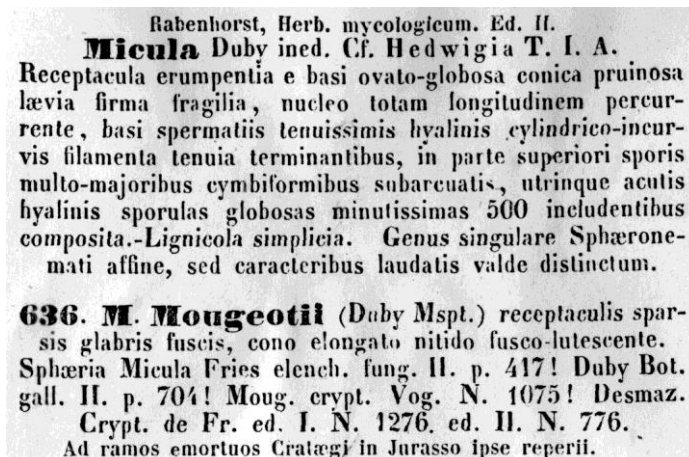 Rabenhorst, Herb. mycologicum. Ed. II.
Micula Duby ined. Cf. Hedwigia T. I. A.
Receptacula erumpentia e basi ovato-globosa conica pruinosa
lævia firma fragilia, nucleo totam longitudinem percur-
rente, basi spermatiis tenuissimis hyalinis cylindrico-incur-
vis filamenta tenuia terminantibus, in parte superiori sporis
multo-majoribus cymbiformibus subarcuatis, utrinque acutis
hyalinis sporulas globosas minutissimas 500 includentibus
composita.-Lignicola simplicia. Genus singulare Sphærone-
mati affine, sed caracteribus laudatis valde distinctum.
636. M. Mougeotii (Duby Mspt.) receptaculis spar-
sis glabris fuscis, cono elongato nitido fusco-lutescente.
Sphæria Micula Fries elench. fung. II. p. 417! Duby Bot.
gall. II. p. 704! Moug. crypt. Vog. N. 1075! Desmaz.
Crypt. de Fr. ed. I. N. 1276. ed. II. N. 776.
Ad ramos emortuos Cratægi in Jurasso ipse reperii.